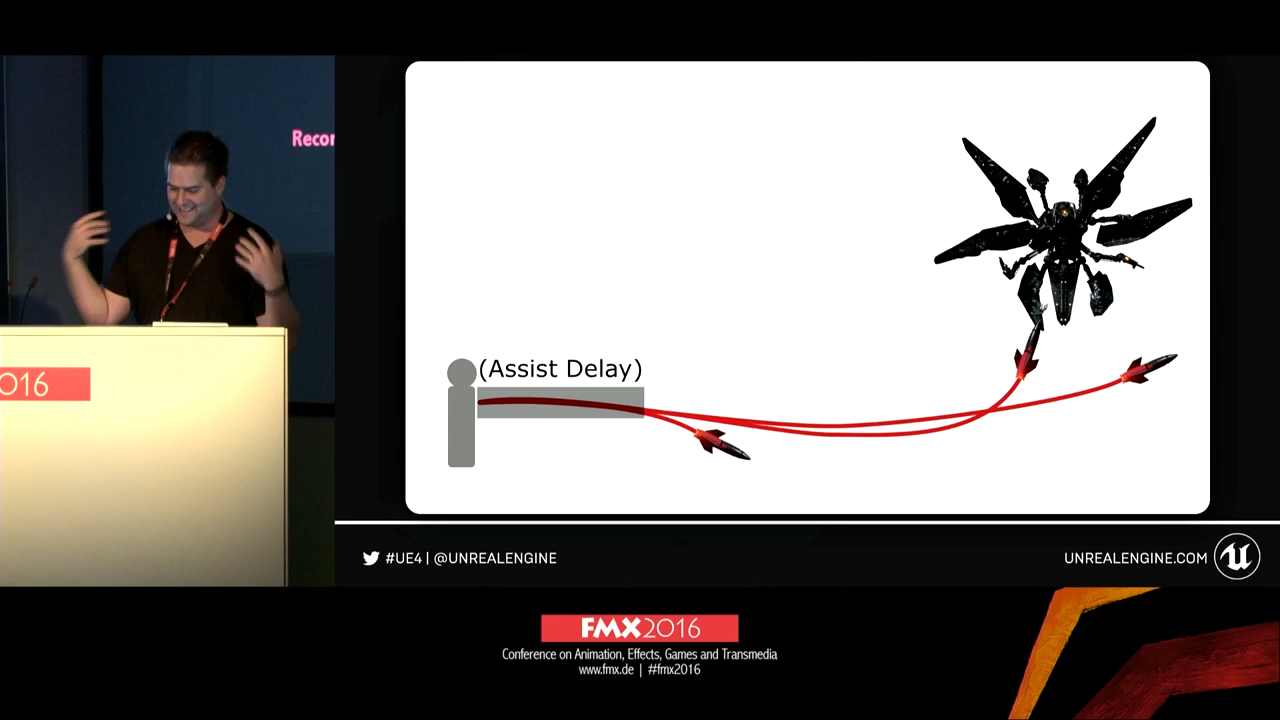 Recor
016
(Assist Delay)
#UE4 | @UNREALENGINE
UNREALENGINE.COM
FMX2016
Conference on Animation, Effects, Games and Transmedia
www.fmx.de | #fmx2016